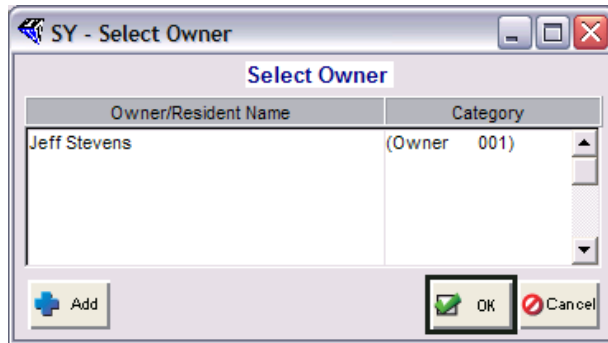 SY - Select Owner
Select Owner
Owner/Resident Name Category
Jeff Stevens (Owner 001)
Add OK Cancel